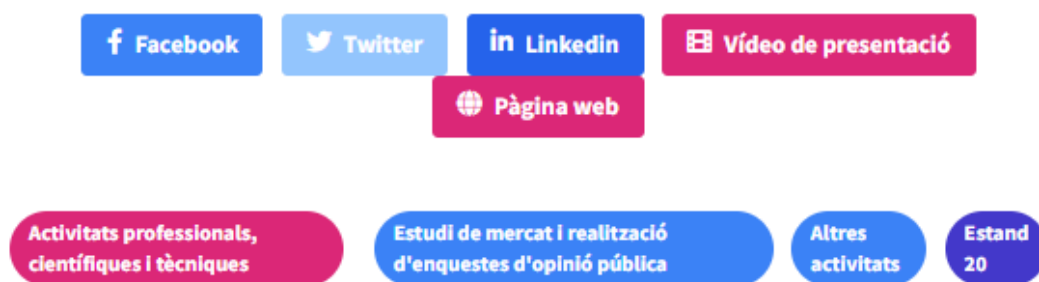 Facebook
Twitter
Linkedin
Vídeo de presentació
Pàgina web
Activitats professionals,
científiques i tècniques
Estudi de mercat i realització
d'enquestes d'opinió pública
Altres
activitats
Estand
20